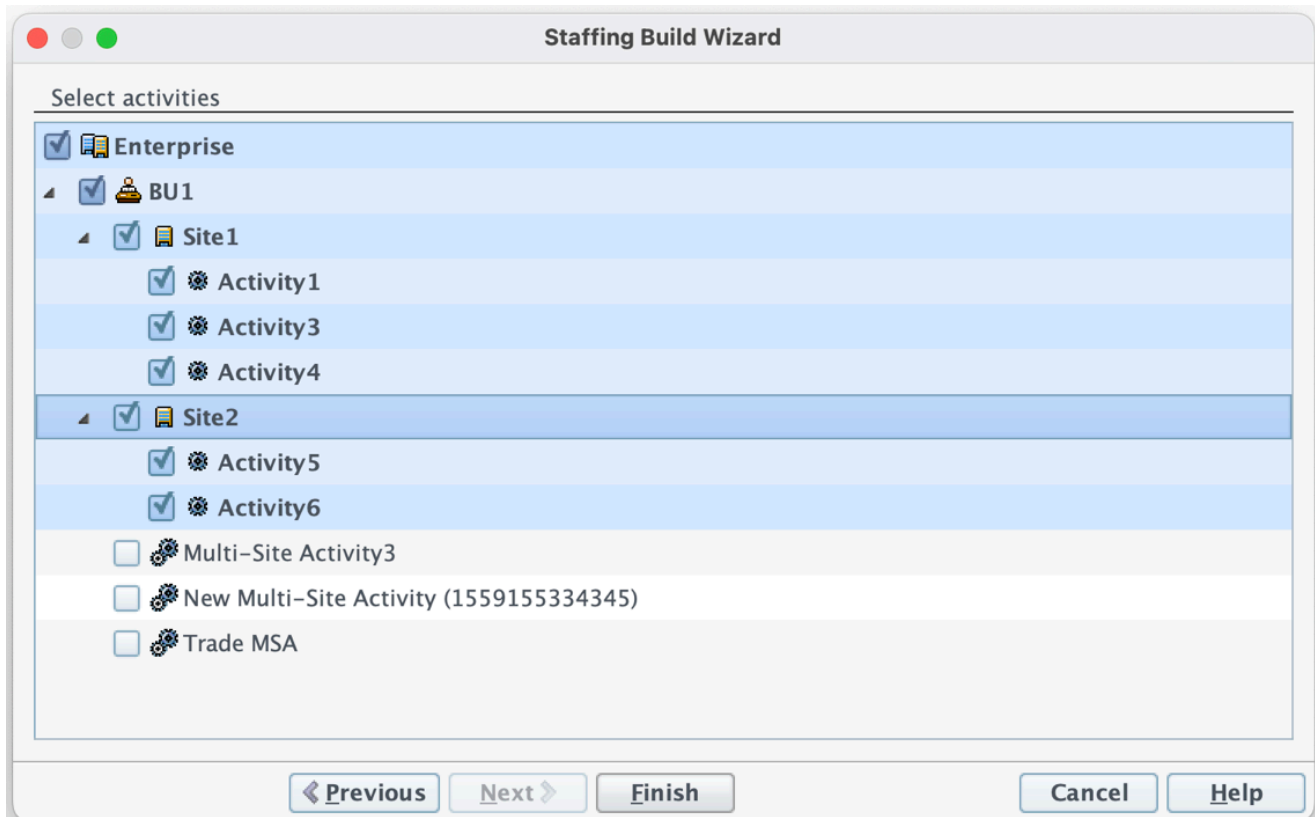 Staffing Build Wizard
Select activities
Enterprise
BU1
Site1
Activity1
Activity3
Activity4
Site2
Activity5
Activity6
Multi-Site Activity3
New Multi-Site Activity (1559155334345)
Trade MSA
Previous Next Finish Cancel Help